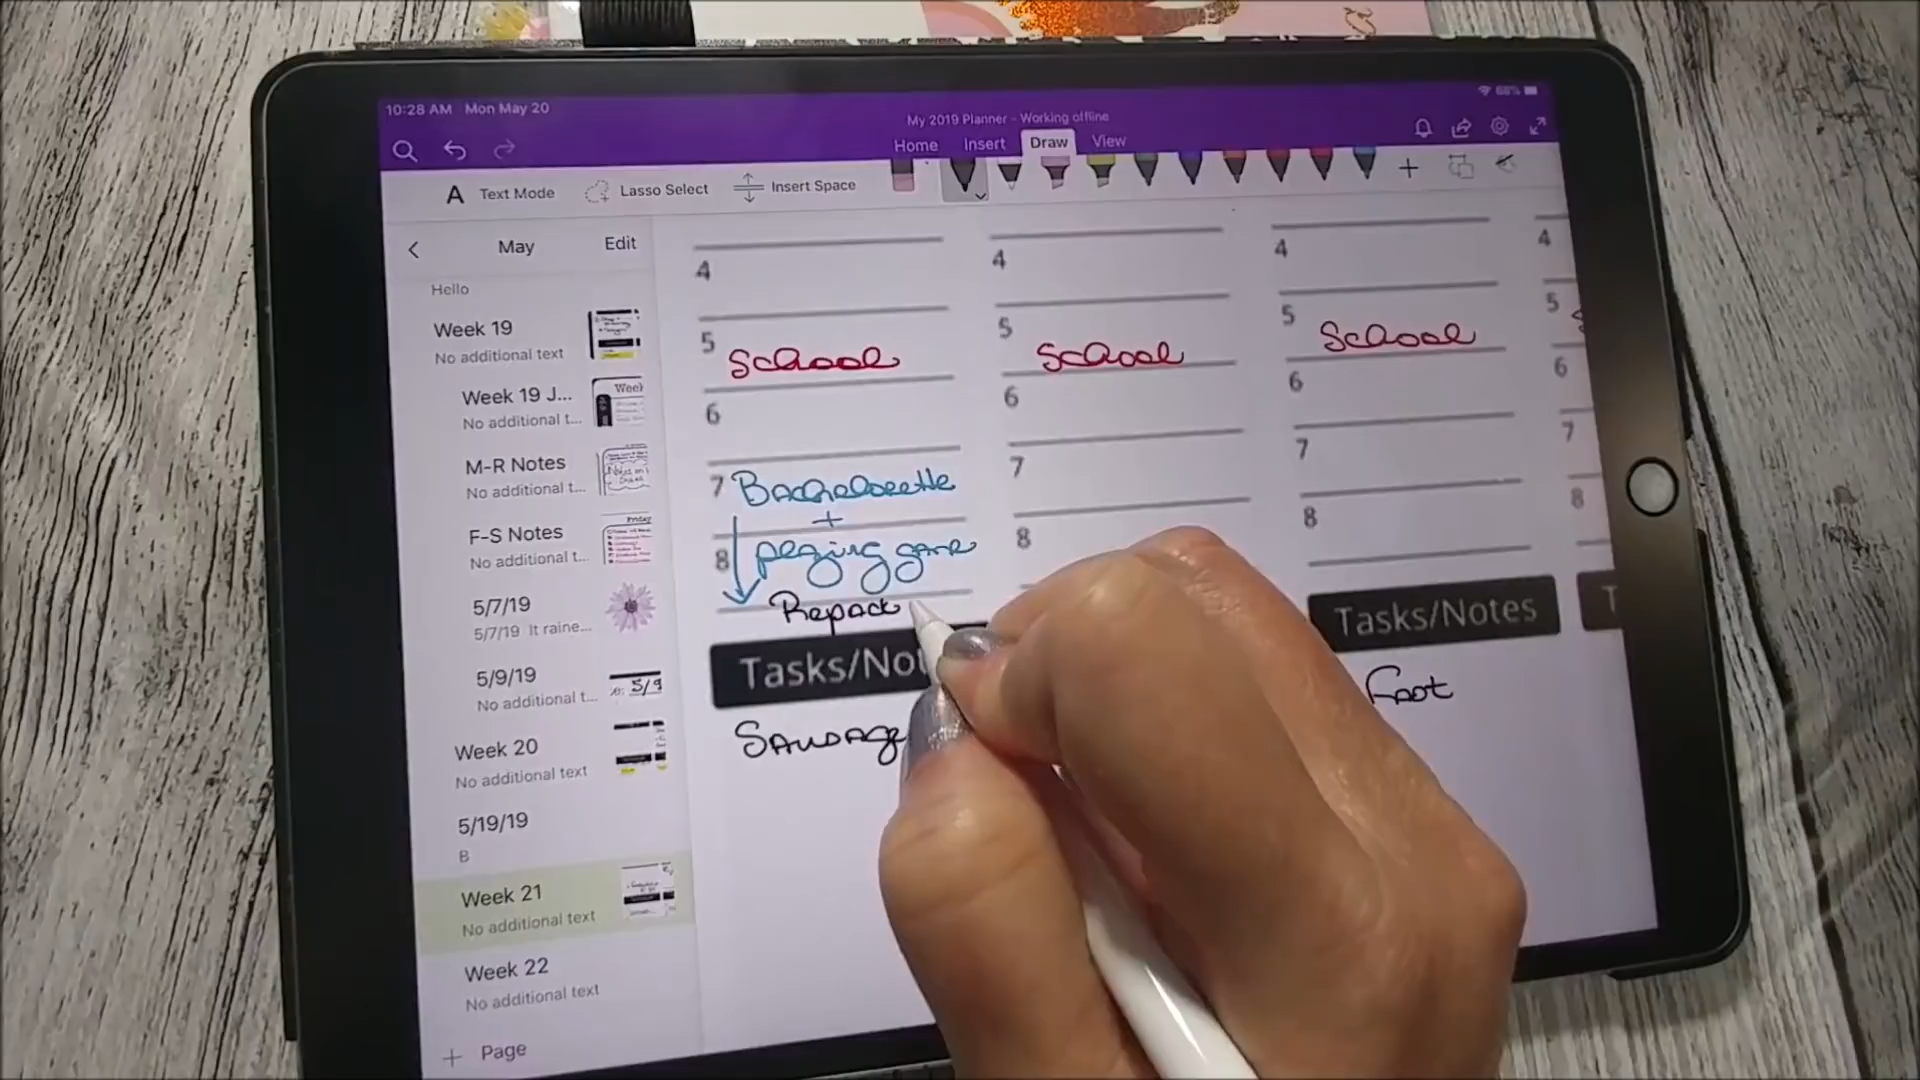 10:28 AM Mon May 20
68%
My 2019 Planner - Working offline
Home Insert Draw View
A Text Mode Lasso Select Insert Space
May Edit
Hello
Week 19
No additional text
Week 19 J...
No additional t...
M-R Notes
No additional t...
F-S Notes
No additional t...
5/7/19
5/7/19 It raine...
5/9/19
No additional t...
Week 20
No additional text
5/19/19
B
Week 21
No additional text
Week 22
No additional text
+ Page
4
5 School
6
7 Bachelorette
+
8
Repack
Tasks/Not
Sausage
4
5 School
6
7
8
4
5 School
6
7
8
Tasks/Notes
Foot
4
5
6
7
8
T